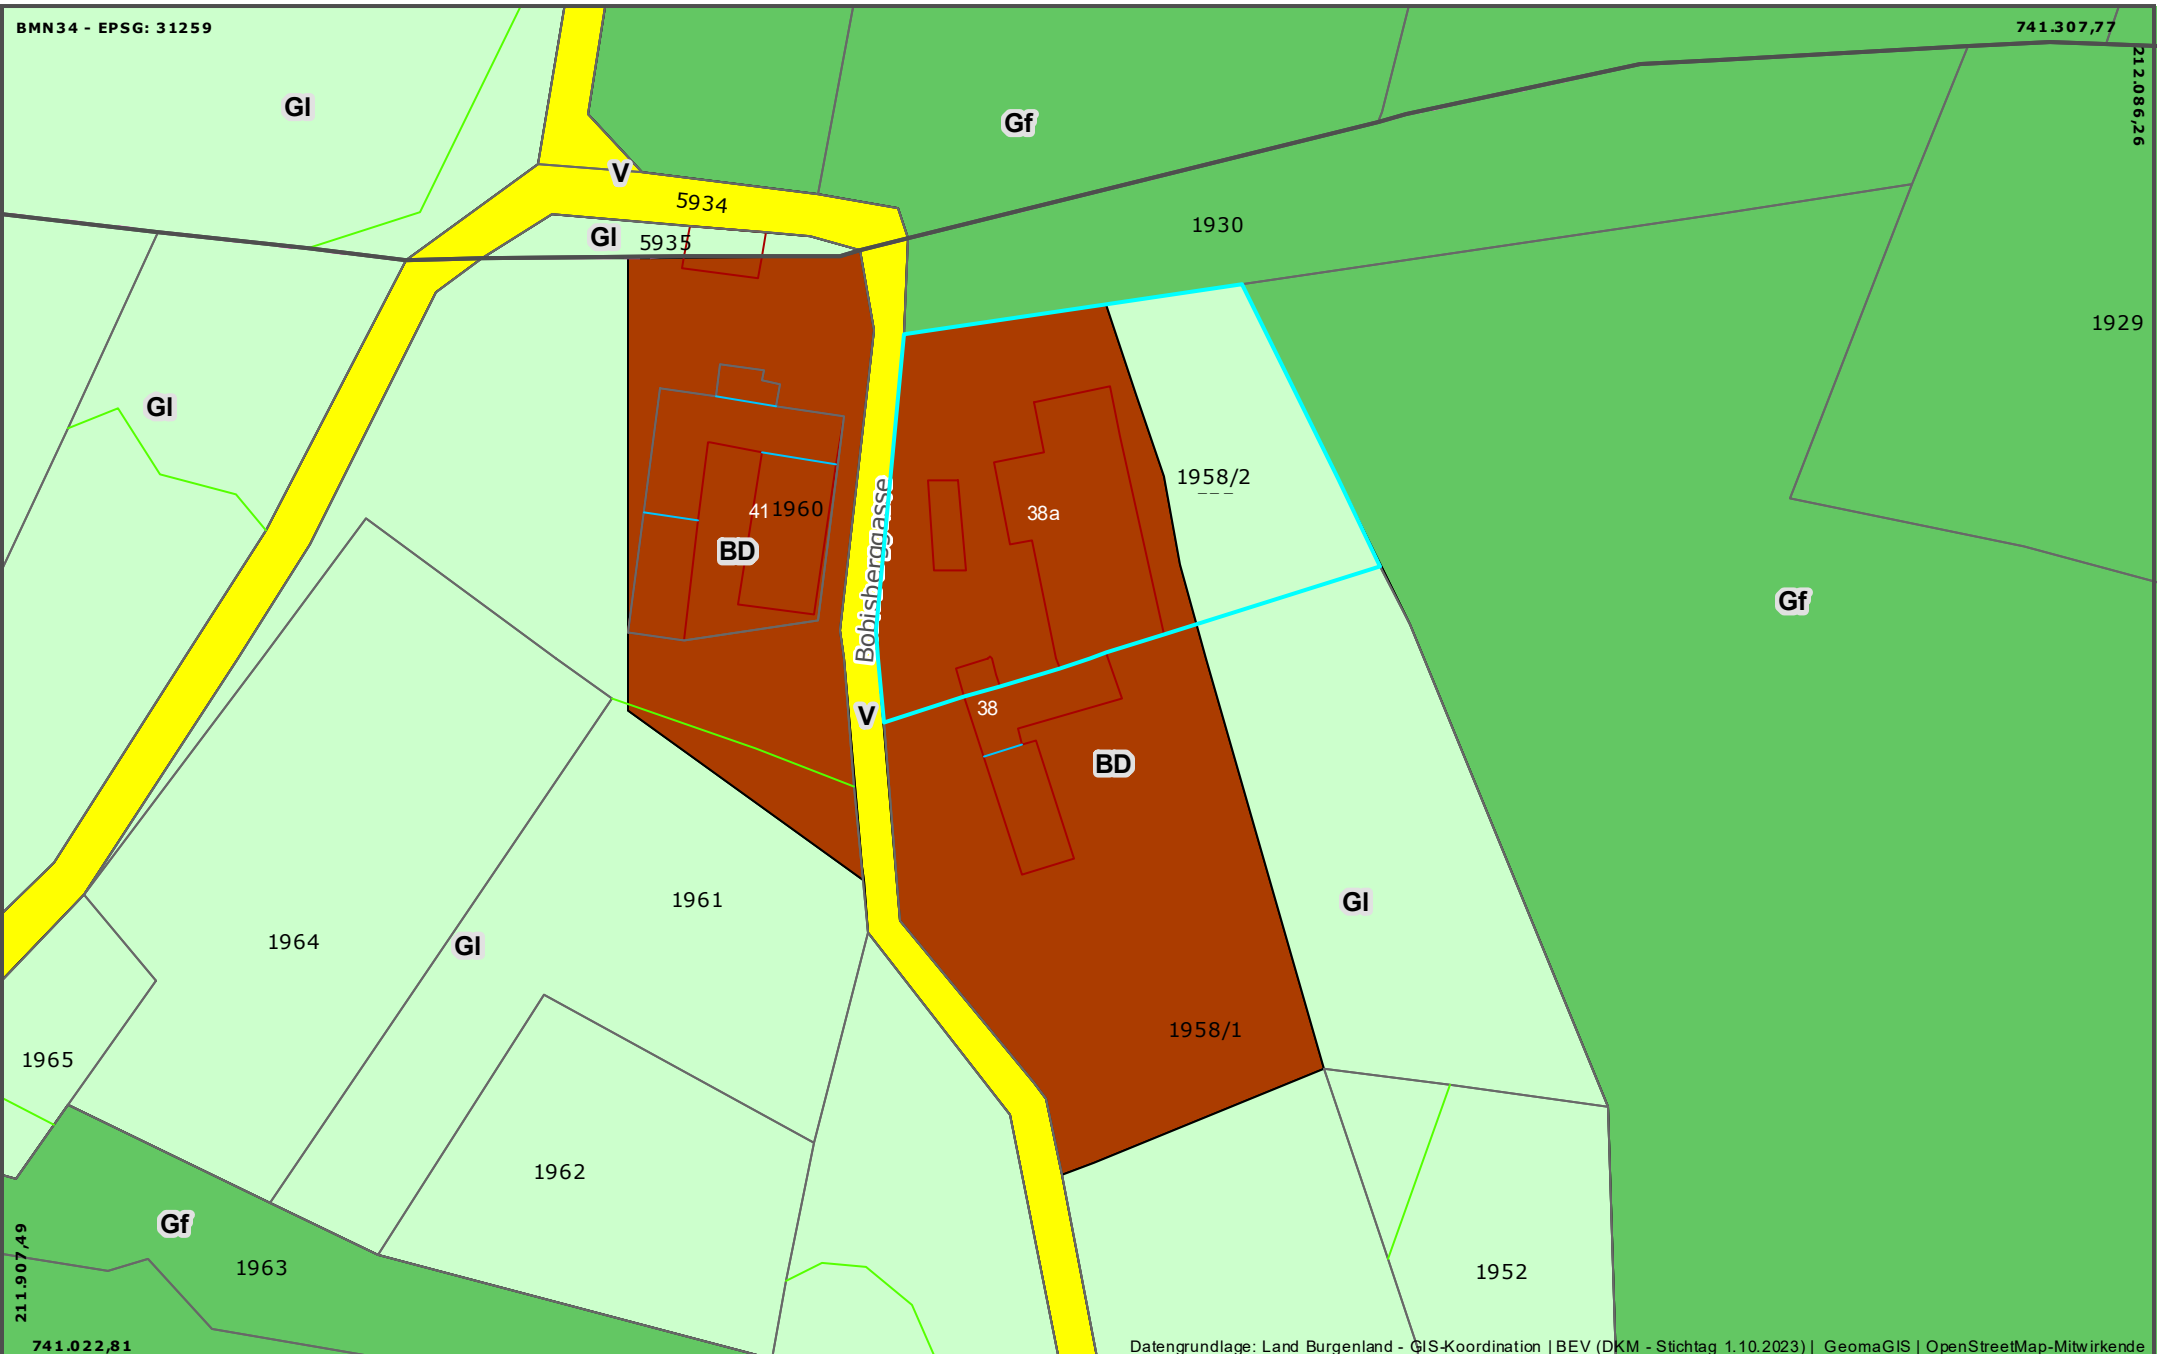 BMN34 - EPSG: 31259
741.307,77
212.086,26
Gl
Gf
V
5934
Gl
5935
1930
1929
Gl
1958/2
41
1960
38a
BD
Bobisberggasse
Gf
V
38
BD
1961
Gl
1964
Gl
1958/1
1965
1962
Gf
1963
1952
211.907,49
741.022,81
Datengrundlage: Land Burgenland - GIS-Koordination | BEV (DKM - Stichtag 1.10.2023) | GeomaGIS | OpenStreetMap-Mitwirkende